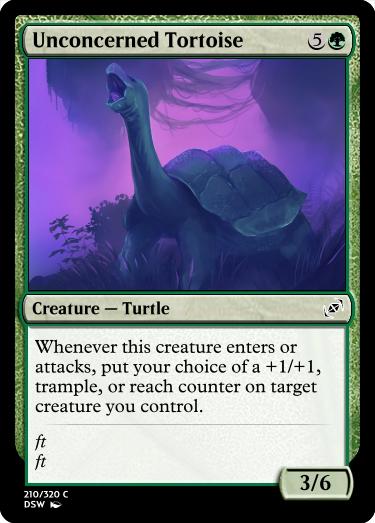 Unconcerned Tortoise 5
Creature — Turtle
Whenever this creature enters or
attacks, put your choice of a +1/+1,
trample, or reach counter on target
creature you control.
ft
ft
3/6
210/320 C
DSW